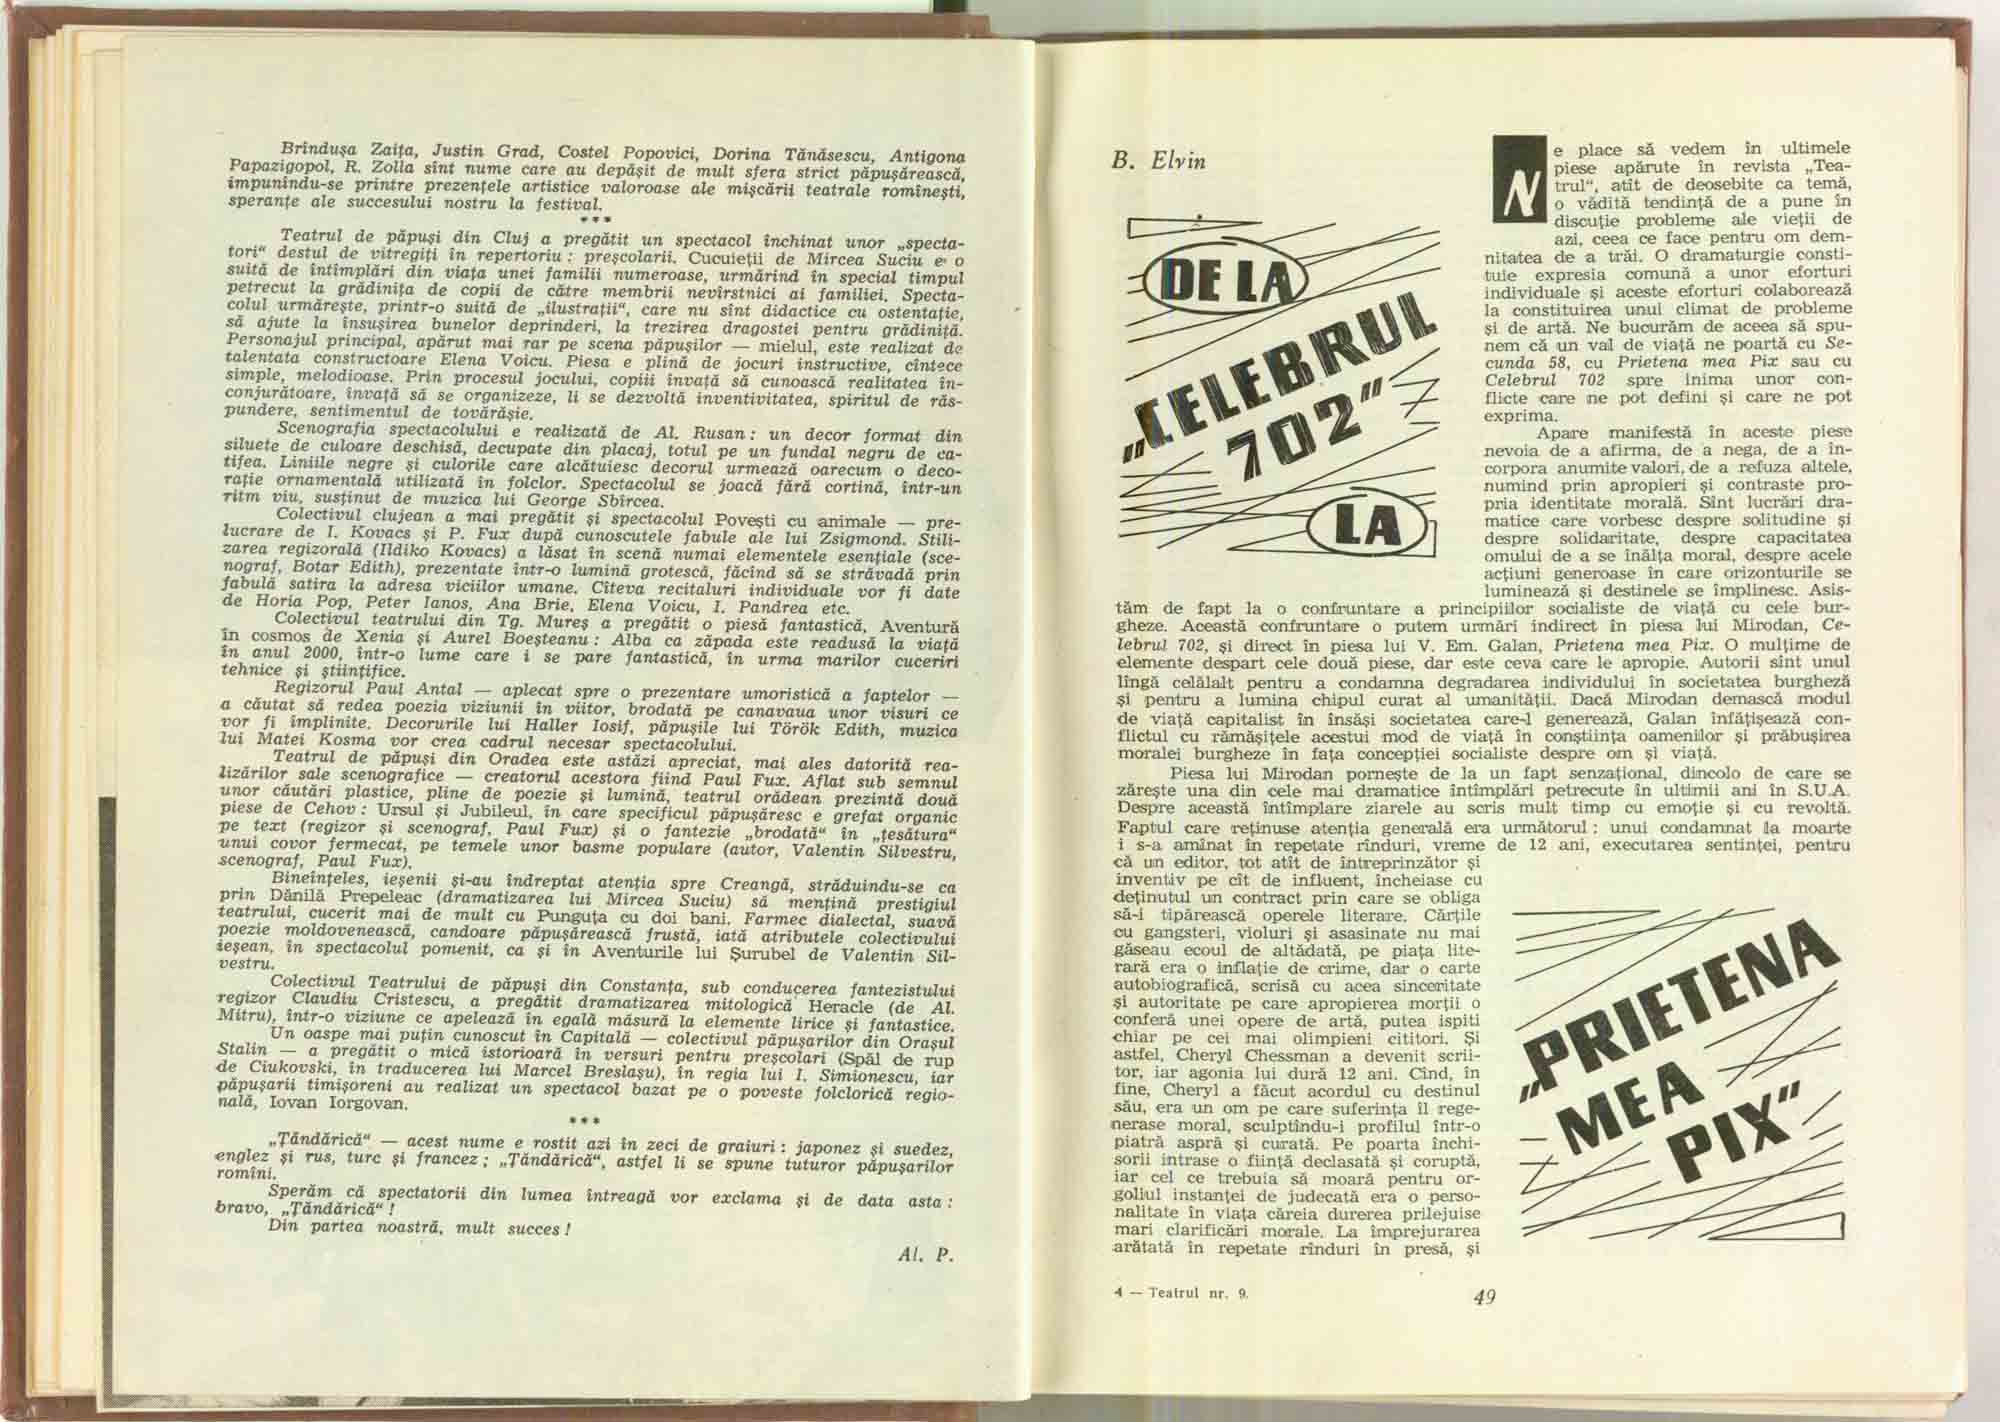 Brîndușa Zaița, Justin Grad, Costel Popovici, Dorina Tănăsescu, Antigona
Papazigopol, R. Zolla sînt nume care au depășit de mult sfera strict păpușărească,
impunîndu-se printre prezențele artistice valoroase ale mișcării teatrale romînești,
speranțe ale succesului nostru la festival.
***
Teatrul de păpuși din Cluj a pregătit un spectacol închinat unor „specta-
tori“ destul de vitregiți în repertoriu : preșcolarii. Cucuieții de Mircea Suciu e o
suită de întîmplări din viața unei familii numeroase, urmărind în special timpul
petrecut la grădinița de copii de către membrii nevîrstnici ai familiei. Specta-
colul urmărește, printr-o suită de „ilustrații“, care nu sînt didactice cu ostentație,
să ajute la însușirea bunelor deprinderi, la trezirea dragostei pentru grădiniță.
Personajul principal, apărut mai rar pe scena păpușilor — mielul, este realizat de
talentata constructoare Elena Voicu. Piesa e plină de jocuri instructive, cîntece
simple, melodioase. Prin procesul jocului, copiii învață să cunoască realitatea în-
conjurătoare, învață să se organizeze, li se dezvoltă inventivitatea, spiritul de răs-
pundere, sentimentul de tovărășie.
Scenografia spectacolului e realizată de Al. Rusan : un decor format din
siluete de culoare deschisă, decupate din placaj, totul pe un fundal negru de ca-
tifea. Liniile negre și culorile care alcătuiesc decorul urmează oarecum o deco-
rație ornamentală utilizată în folclor. Spectacolul se joacă fără cortină, într-un
ritm viu, susținut de muzica lui George Sbîrcea.
Colectivul clujean a mai pregătit și spectacolul Povești cu animale — pre-
lucrare de I. Kovacs și P. Fux după cunoscutele fabule ale lui Zsigmond. Stili-
zarea regizorală (Ildiko Kovacs) a lăsat în scenă numai elementele esențiale (sce-
nograf, Botar Edith), prezentate într-o lumină grotescă, făcînd să se străvadă prin
fabulă satira la adresa viciilor umane. Cîteva recitaluri individuale vor fi date
de Horia Pop, Peter Ianos, Ana Brie, Elena Voicu, I. Pandrea etc.
Colectivul teatrului din Tg. Mureș a pregătit o piesă fantastică, Aventură
în cosmos de Xenia și Aurel Boeșteanu : Alba ca zăpada este readusă la viață
în anul 2000, într-o lume care i se pare fantastică, în urma marilor cuceriri
tehnice și științifice.
Regizorul Paul Antal — aplecat spre o prezentare umoristică a faptelor —
a căutat să redea poezia viziunii în viitor, brodată pe canavaua unor visuri ce
vor fi împlinite. Decorurile lui Haller Iosif, păpușile lui Török Edith, muzica
lui Matei Kosma vor crea cadrul necesar spectacolului.
Teatrul de păpuși din Oradea este astăzi apreciat, mai ales datorită rea-
lizărilor sale scenografice — creatorul acestora fiind Paul Fux. Aflat sub semnul
unor căutări plastice, pline de poezie și lumină, teatrul orădean prezintă două
piese de Cehov : Ursul și Jubileul, în care specificul păpușăresc e grefat organic
pe text (regizor și scenograf, Paul Fux) și o fantezie „brodată“ în „țesătura“
unui covor fermecat, pe temele unor basme populare (autor, Valentin Silvestru,
scenograf, Paul Fux).
Bineînțeles, ieșenii și-au îndreptat atenția spre Creangă, străduindu-se ca
prin Dănilă Prepeleac (dramatizarea lui Mircea Suciu) să mențină prestigiul
teatrului, cucerit mai de mult cu Punguța cu doi bani. Farmec dialectal, suavă
poezie moldovenească, candoare păpușărească frustă, iată atributele colectivului
ieșean, în spectacolul pomenit, ca și în Aventurile lui Șurubel de Valentin Sil-
vestru.
Colectivul Teatrului de păpuși din Constanța, sub conducerea fantezistului
regizor Claudiu Cristescu, a pregătit dramatizarea mitologică Heracle (de Al.
Mitru), într-o viziune ce apelează în egală măsură la elemente lirice și fantastice.
Un oaspe mai puțin cunoscut în Capitală — colectivul păpușarilor din Orașul
Stalin — a pregătit o mică istorioară în versuri pentru preșcolari (Spăl de rup
de Ciukovski, în traducerea lui Marcel Breslașu), în regia lui I. Simionescu, iar
păpușarii timișoreni au realizat un spectacol bazat pe o poveste folclorică regio-
nală, Iovan Iorgovan.
***
„Țăndărică“ — acest nume e rostit azi în zeci de graiuri : japonez și suedez,
englez și rus, turc și francez ; „Țăndărică“, astfel li se spune tuturor păpușarilor
romîni.
Sperăm că spectatorii din lumea întreagă vor exclama și de data asta :
bravo, „Țăndărică“ !
Din partea noastră, mult succes !
Al. P.
B. Elvin
DE LA
„CELEBRUL
702"
LA
Ne place să vedem în ultimele
piese apărute în revista „Tea-
trul“, atît de deosebite ca temă,
o vădită tendință de a pune în
discuție probleme ale vieții de
azi, ceea ce face pentru om dem-
nitatea de a trăi. O dramaturgie consti-
tuie expresia comună a unor eforturi
individuale și aceste eforturi colaborează
la constituirea unui climat de probleme
și de artă. Ne bucurăm de aceea să spu-
nem că un val de viață ne poartă cu Se-
cunda 58, cu Prietena mea Pix sau cu
Celebrul 702 spre inima unor con-
flicte care ne pot defini și care ne pot
exprima.
Apare manifestă în aceste piese
nevoia de a afirma, de a nega, de a în-
corpora anumite valori, de a refuza altele,
numind prin apropieri și contraste pro-
pria identitate morală. Sînt lucrări dra-
matice care vorbesc despre solitudine și
despre solidaritate, despre capacitatea
omului de a se înălța moral, despre acele
acțiuni generoase în care orizonturile se
luminează și destinele se împlinesc. Asis-
tăm de fapt la o confruntare a principiilor socialiste de viață cu cele bur-
gheze. Această confruntare o putem urmări indirect în piesa lui Mirodan, Ce-
lebrul 702, și direct în piesa lui V. Em. Galan, Prietena mea Pix. O mulțime de
elemente despart cele două piese, dar este ceva care le apropie. Autorii sînt unul
lîngă celălalt pentru a condamna degradarea individului în societatea burgheză
și pentru a lumina chipul curat al umanității. Dacă Mirodan demască modul
de viață capitalist în însăși societatea care-l generează, Galan înfățișează con-
flictul cu rămășițele acestui mod de viață în conștiința oamenilor și prăbușirea
moralei burgheze în fața concepției socialiste despre om și viață.
Piesa lui Mirodan pornește de la un fapt senzațional, dincolo de care se
zărește una din cele mai dramatice întîmplări petrecute în ultimii ani în S.U.A.
Despre această întîmplare ziarele au scris mult timp cu emoție și cu revoltă.
Faptul care reținuse atenția generală era următorul : unui condamnat la moarte
i s-a amînat în repetate rînduri, vreme de 12 ani, executarea sentinței, pentru
că un editor, tot atît de întreprinzător și
inventiv pe cît de influent, încheiase cu
deținutul un contract prin care se obliga
să-i tipărească operele literare. Cărțile
cu gangsteri, violuri și asasinate nu mai
găseau ecoul de altădată, pe piața lite-
rară era o inflație de crime, dar o carte
autobiografică, scrisă cu acea sinceritate
și autoritate pe care apropierea morții o
conferă unei opere de artă, putea ispiti
chiar pe cei mai olimpieni cititori. Și
astfel, Cheryl Chessman a devenit scrii-
tor, iar agonia lui dură 12 ani. Cînd, în
fine, Cheryl a făcut acordul cu destinul
său, era un om pe care suferința îl rege-
nerase moral, sculptîndu-i profilul într-o
piatră aspră și curată. Pe poarta închi-
sorii intrase o ființă declasată și coruptă,
iar cel ce trebuia să moară pentru or-
goliul instanței de judecată era o perso-
nalitate în viața căreia durerea prilejuise
mari clarificări morale. La împrejurarea
arătată în repetate rînduri în presă, și
„PRIETENA
MEA
PIX"
4 — Teatrul nr. 9.
49